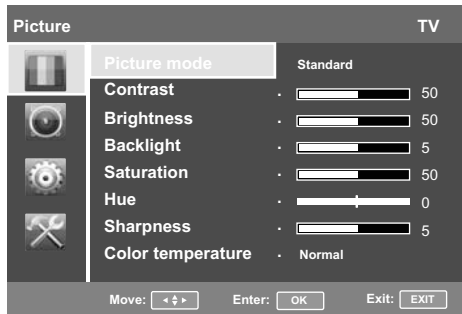 Picture TV
Picture mode Standard
Contrast 50
Brightness 50
Backlight 5
Saturation 50
Hue 0
Sharpness 5
Color temperature Normal
Move: Enter: OK Exit: EXIT